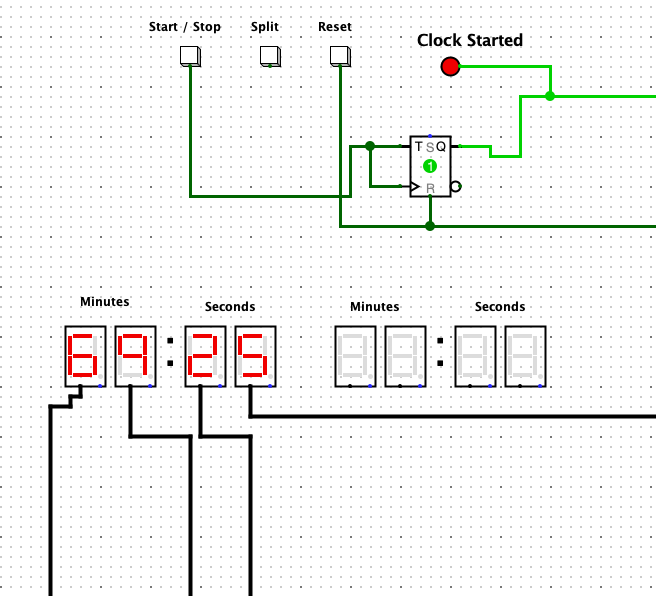 Start / Stop Split Reset
Clock Started
T S Q
1
R
Minutes Seconds Minutes Seconds
69:25 :